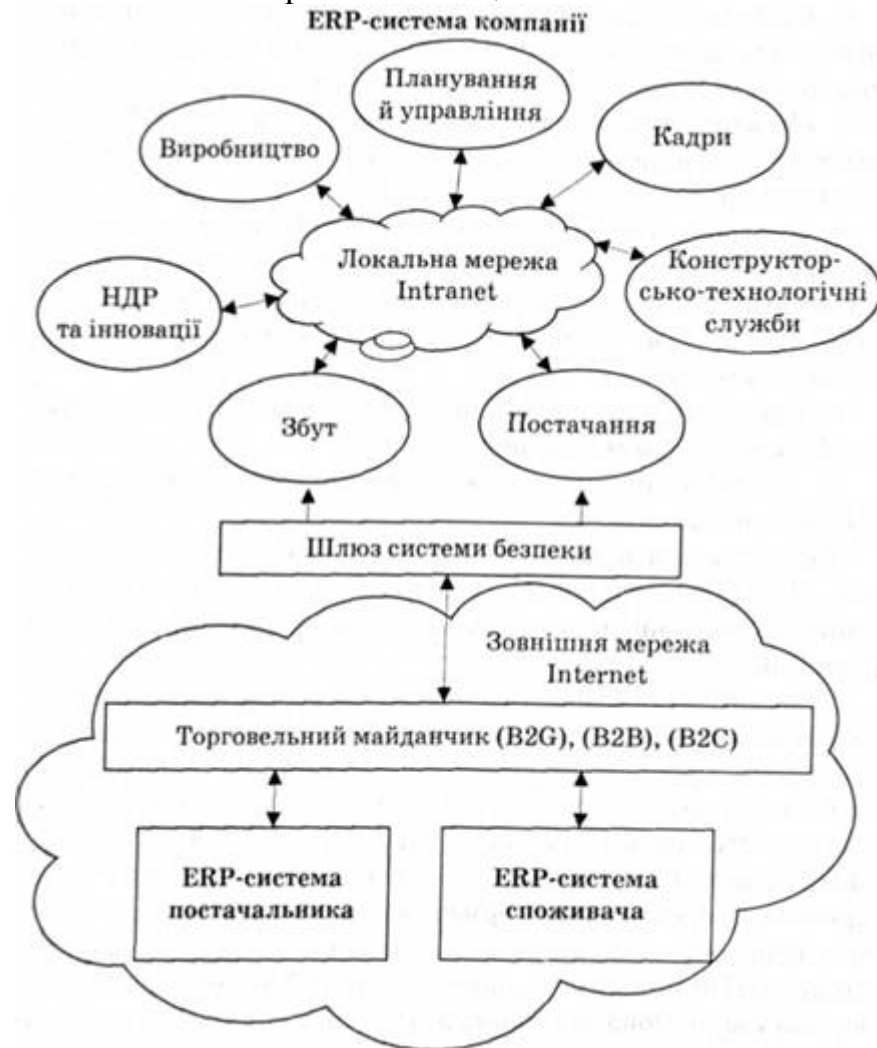 ERP-система компанії
Планування
й управління
Виробництво
Кадри
Локальна мережа
Intranet
Конструктор-
сько-технологічні
служби
НДР
та інновації
Збут
Постачання
Шлюз системи безпеки
Зовнішня мережа
Internet
Торговельний майданчик (B2G), (B2B), (B2C)
ERP-система
постачальника
ERP-система
споживача